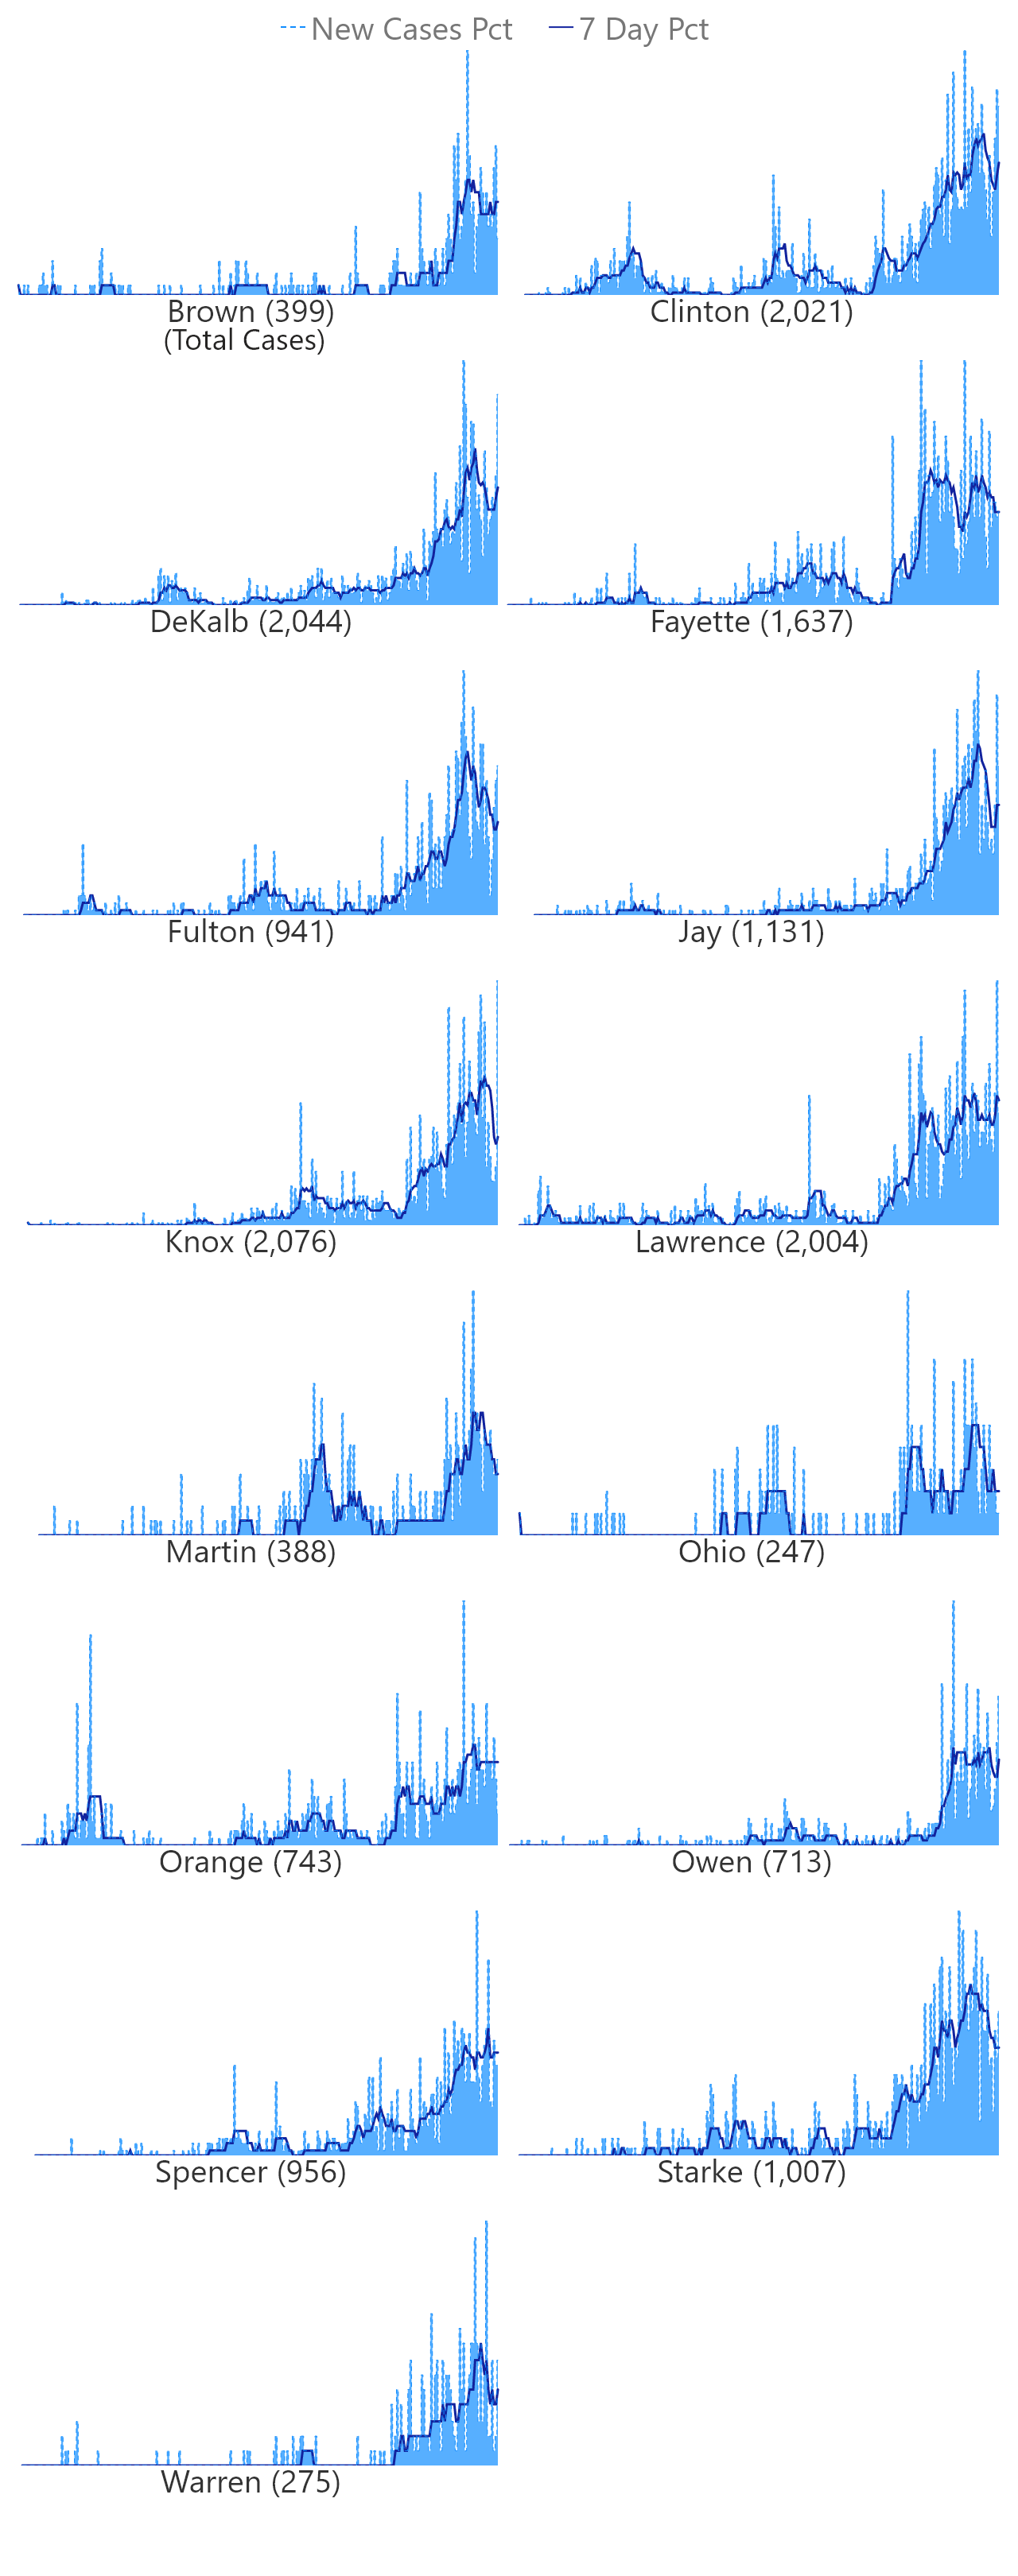 New Cases Pct 7 Day Pct
Brown (399)
(Total Cases)
Clinton (2,021)
DeKalb (2,044)
Fayette (1,637)
Fulton (941)
Jay (1,131)
Knox (2,076)
Lawrence (2,004)
Martin (388)
Ohio (247)
Orange (743)
Owen (713)
Spencer (956)
Starke (1,007)
Warren (275)